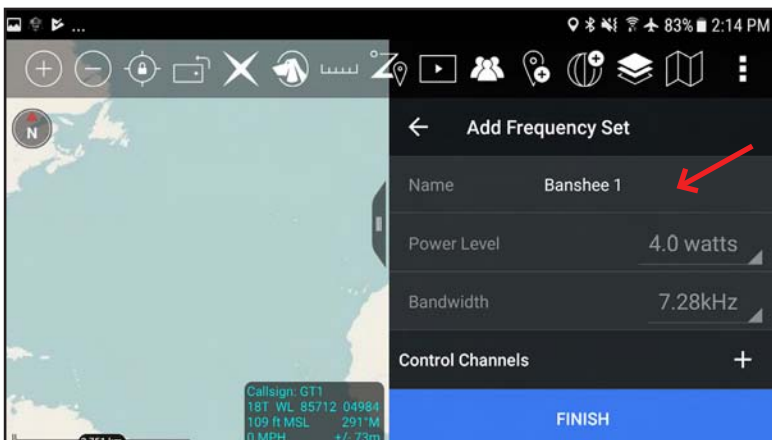 ... 83% 2:14 PM
N
Add Frequency Set
Name Banshee 1
Power Level 4.0 watts
Bandwidth 7.28kHz
Control Channels +
FINISH
Callsign: GT1
18T WL 85712 04984
109 ft MSL 291°M
0 MPH +/- 73m